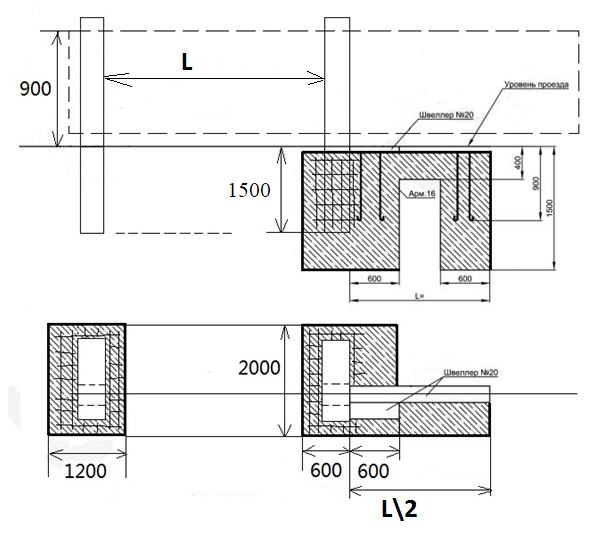 L
900
Уровень проезда
Швеллер №20
1500
Арм.16
400
900
1500
600
600
L=
2000
Швеллер №20
1200
600
600
L\2